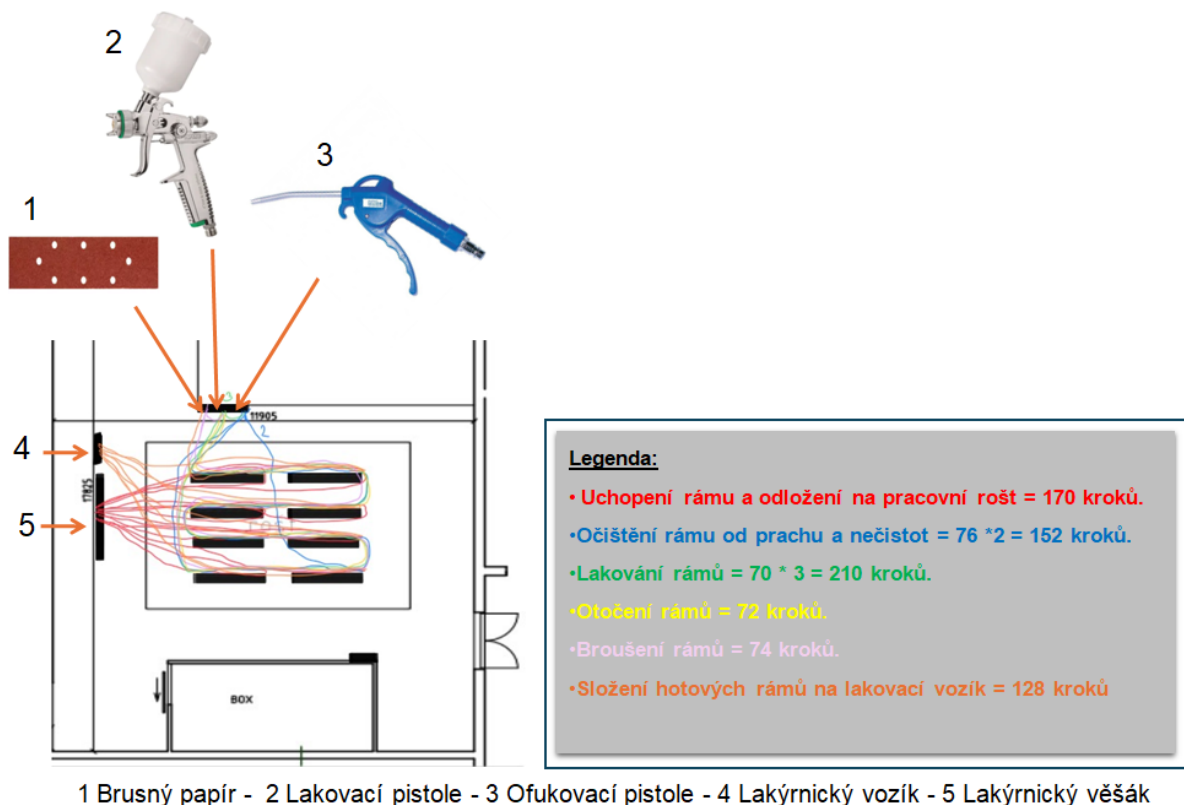 2
3
1
3
11905
2
4
17825
5
BOX
Legenda:
•Uchopení rámu a odložení na pracovní rošt = 170 kroků.
•Očištění rámu od prachu a nečistot = 76 *2 = 152 kroků.
•Lakování rámů = 70 * 3 = 210 kroků.
•Otočení rámů = 72 kroků.
•Broušení rámů = 74 kroků.
•Složení hotových rámů na lakovací vozík = 128 kroků
1 Brusný papír - 2 Lakovací pistole - 3 Ofukovací pistole - 4 Lakýrnický vozík - 5 Lakýrnický věšák